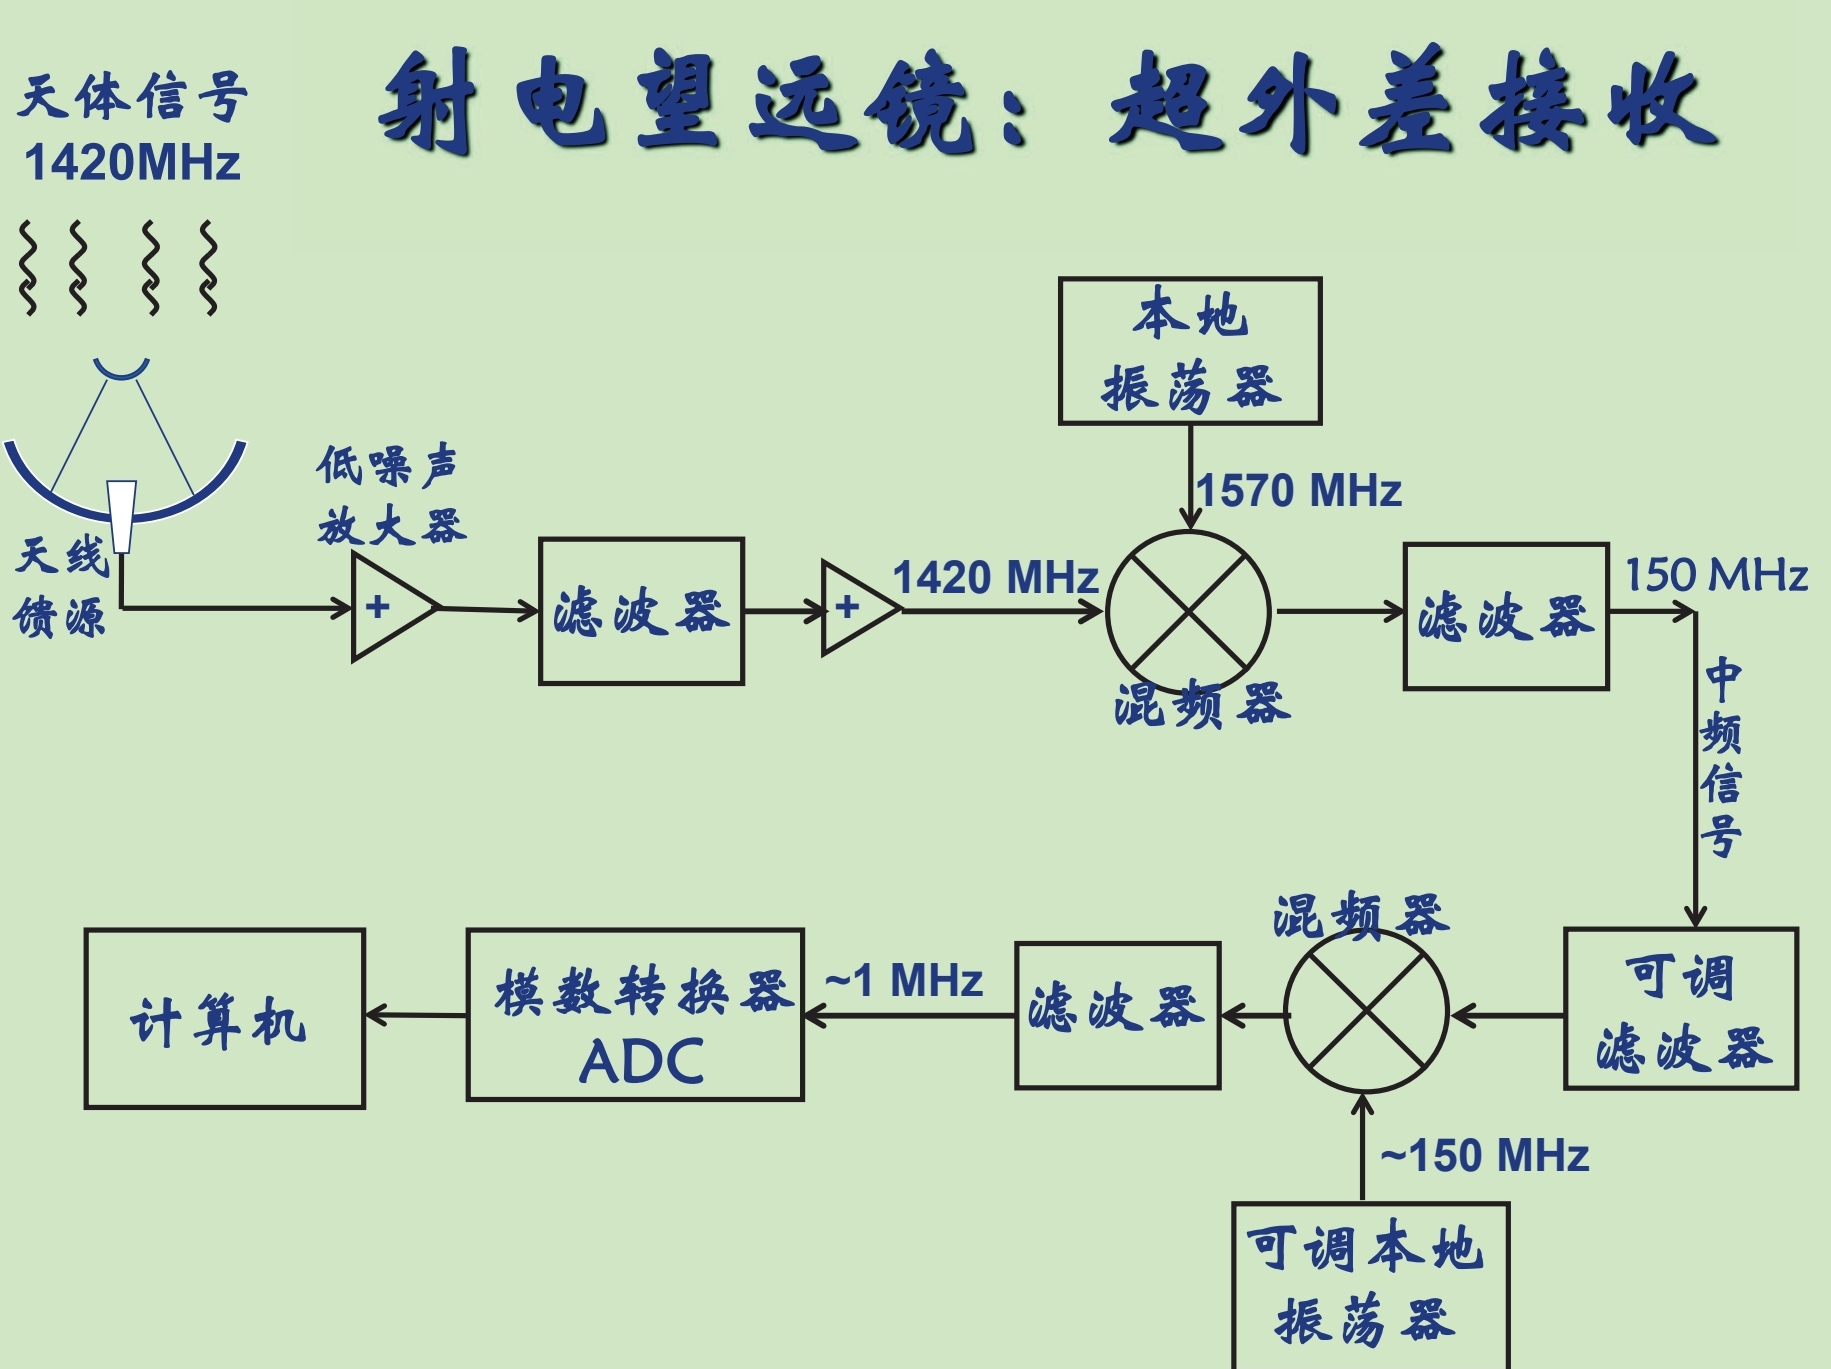 射电望远镜：超外差接收
天体信号
1420MHz
天线
馈源
低噪声
放大器
+
滤波器
+
1420 MHz
本地
振荡器
1570 MHz
混频器
滤波器
150 MHz
中
频
信
号
可调
滤波器
混频器
~150 MHz
可调本地
振荡器
滤波器
~1 MHz
模数转换器
ADC
计算机